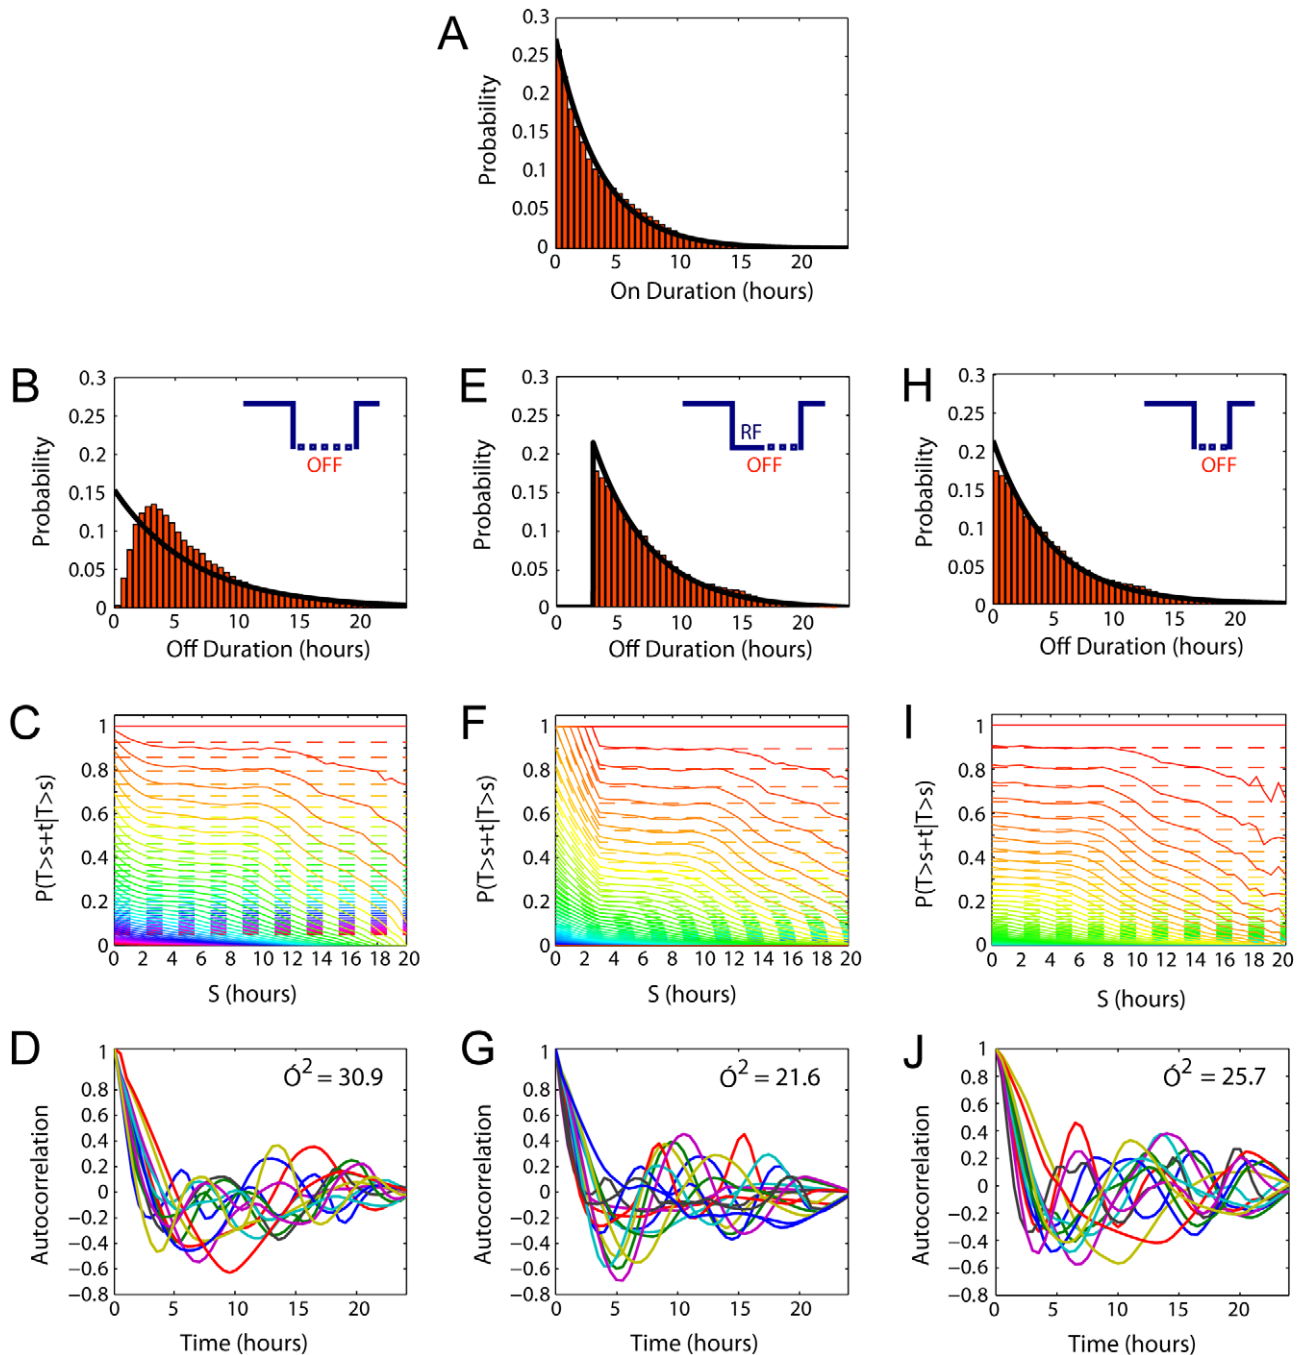 A
Probability
0.3
0.25
0.2
0.15
0.1
0.05
0
0 5 10 15 20
On Duration (hours)
B
Probability
0.3
0.25
0.2
0.15
0.1
0.05
0
OFF
0 5 10 15 20
Off Duration (hours)
E
Probability
0.3
0.25
0.2
0.15
0.1
0.05
0
RF
OFF
0 5 10 15 20
Off Duration (hours)
H
Probability
0.3
0.25
0.2
0.15
0.1
0.05
0
OFF
0 5 10 20
Off Duration (hours)
C
P(T>s+t|T>s)
1
0.8
0.6
0.4
0.2
0
0 2 4 6 8 10 12 14 16 18 20
S (hours)
F
P(T>s+t|T>s)
1
0.8
0.6
0.4
0.2
0
0 2 4 6 8 10 12 14 16 18 20
S (hours)
I
P(T>s+t|T>s)
1
0.8
0.6
0.4
0.2
0
0 2 4 6 8 10 12 14 16 18 20
S (hours)
D
Autocorrelation
1
0.8
0.6
0.4
0.2
0
−0.2
−0.4
−0.6
−0.8
Ó² = 30.9
0 5 10 15 20
Time (hours)
G
Autocorrelation
1
0.8
0.6
0.4
0.2
0
−0.2
−0.4
−0.6
−0.8
Ó² = 21.6
0 5 10 15 20
Time (hours)
J
Autocorrelation
1
0.8
0.6
0.4
0.2
0
−0.2
−0.4
−0.6
−0.8
Ó² = 25.7
0 5 10 15 20
Time (hours)